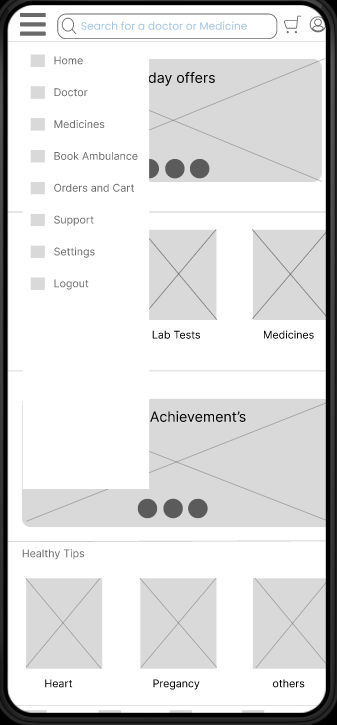 Search for a doctor or Medicine
Home
day offers
Doctor
Medicines
Book Ambulance
Orders and Cart
Support
Settings
Logout
Lab Tests
Medicines
Achievement's
Healthy Tips
Heart
Pregancy
others